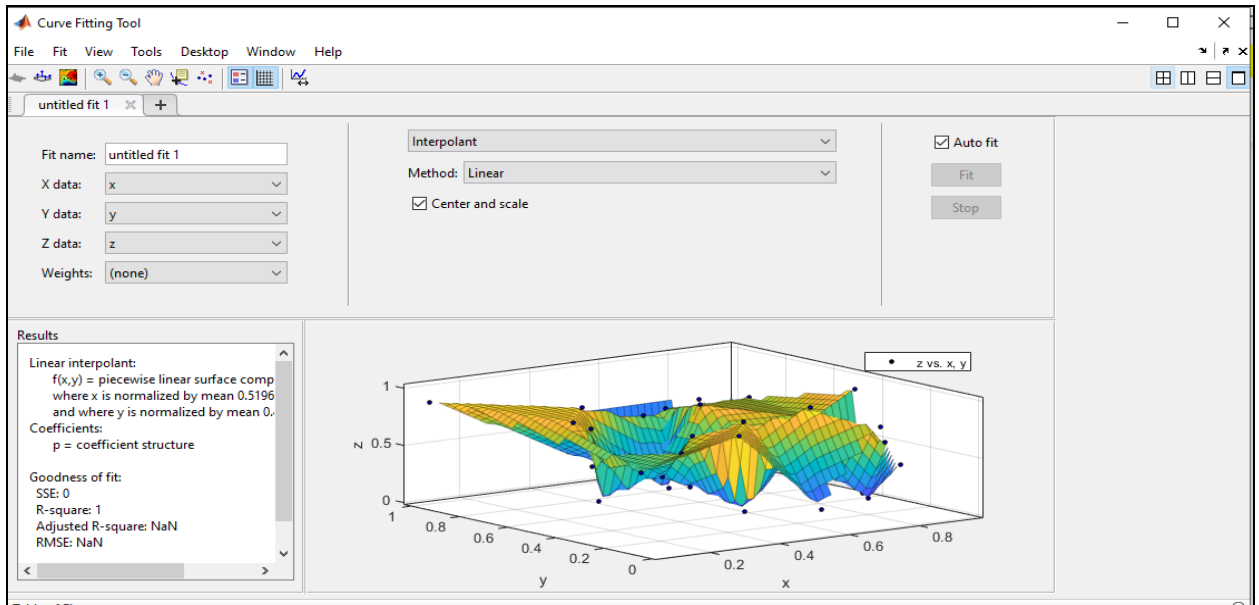 Curve Fitting Tool
File Fit View Tools Desktop Window Help
untitled fit 1
Fit name: untitled fit 1
X data: x
Y data: y
Z data: z
Weights: (none)
Interpolant
Method: Linear
Center and scale
Auto fit
Fit
Stop
Results
Linear interpolant:
f(x,y) = piecewise linear surface comp
where x is normalized by mean 0.5196
and where y is normalized by mean 0.
Coefficients:
p = coefficient structure
Goodness of fit:
SSE: 0
R-square: 1
Adjusted R-square: NaN
RMSE: NaN
z vs. x, y
1
0.5
0
z
1
0.8
0.6
0.4
0.2
0
y
0.2
0.4
0.6
0.8
x